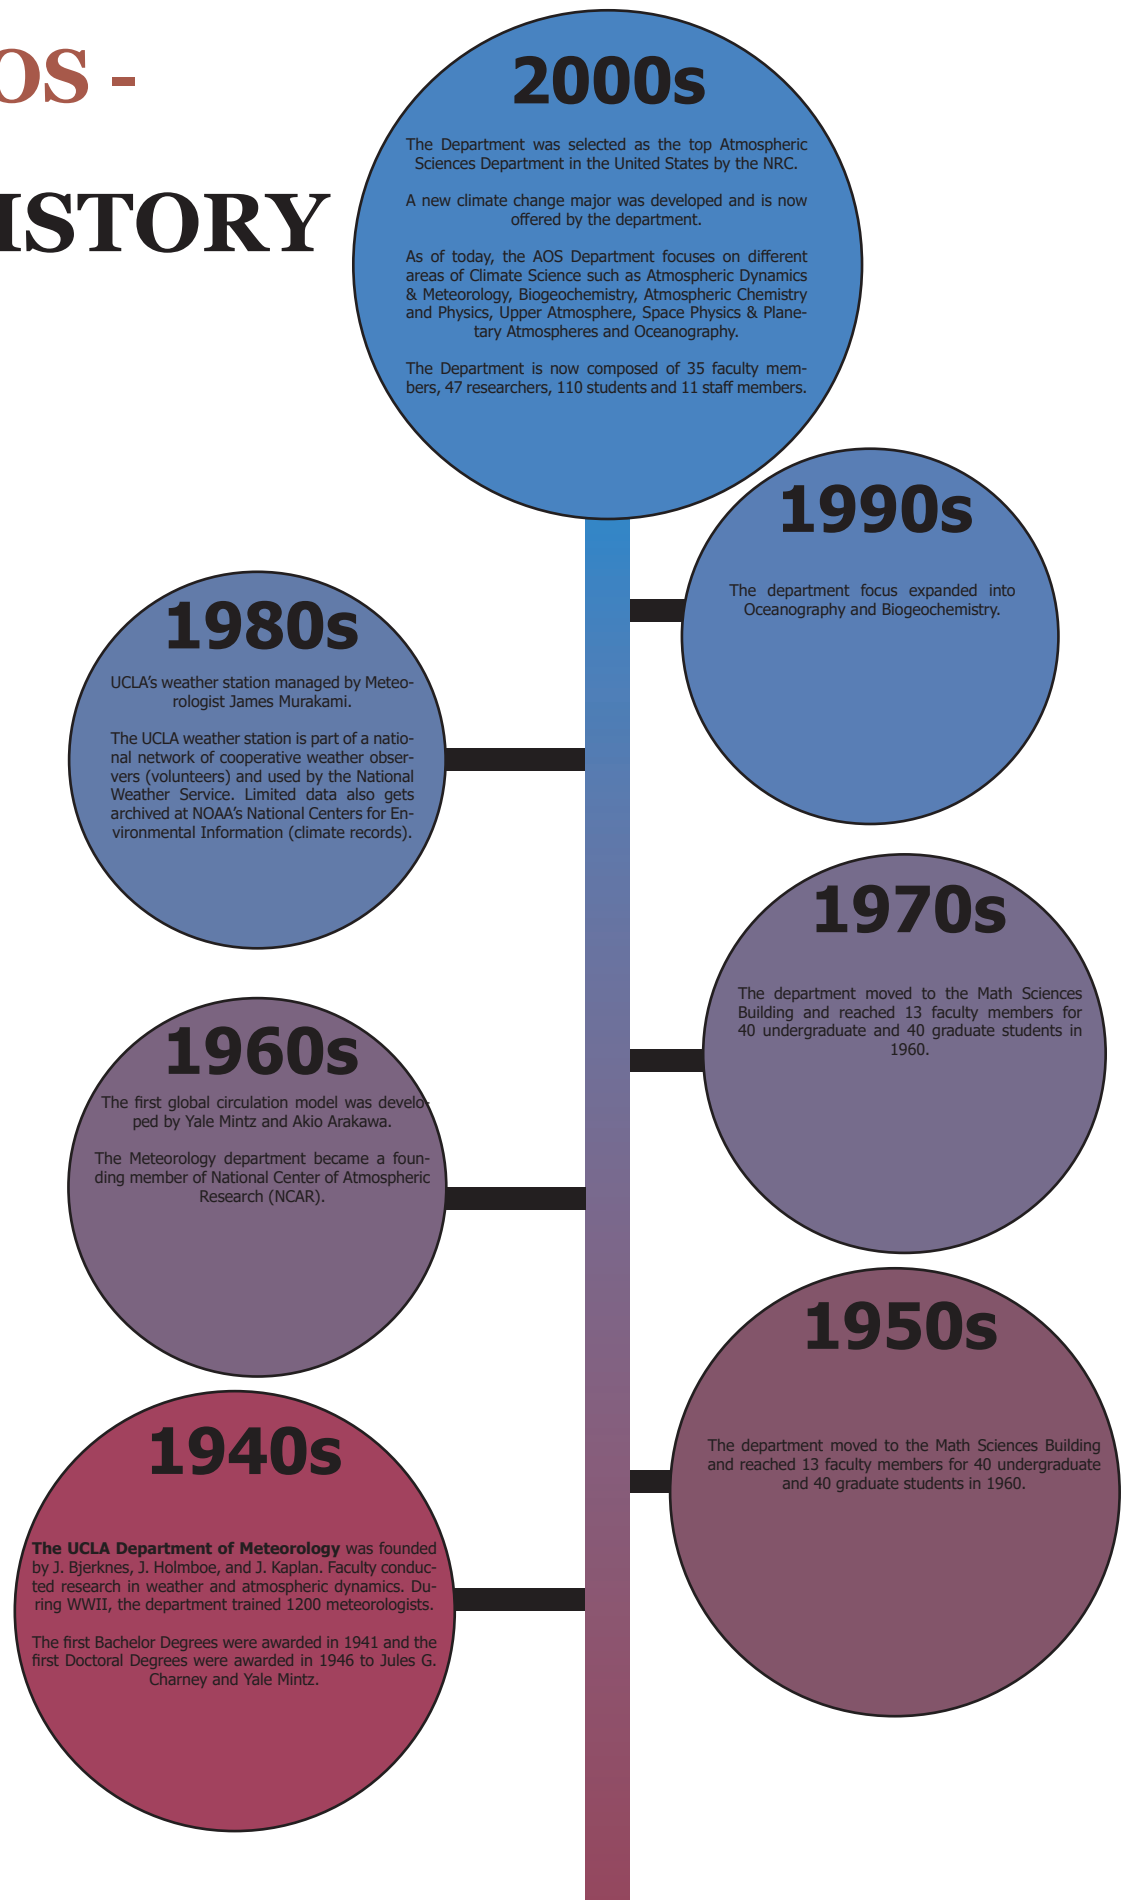 OS -
ISTORY
2000s
The Department was selected as the top Atmospheric
Sciences Department in the United States by the NRC.
A new climate change major was developed and is now
offered by the department.
As of today, the AOS Department focuses on different
areas of Climate Science such as Atmospheric Dynamics
& Meteorology, Biogeochemistry, Atmospheric Chemistry
and Physics, Upper Atmosphere, Space Physics & Plane-
tary Atmospheres and Oceanography.
The Department is now composed of 35 faculty mem-
bers, 47 researchers, 110 students and 11 staff members.
1990s
The department focus expanded into
Oceanography and Biogeochemistry.
1980s
UCLA's weather station managed by Meteo-
rologist James Murakami.
The UCLA weather station is part of a natio-
nal network of cooperative weather obser-
vers (volunteers) and used by the National
Weather Service. Limited data also gets
archived at NOAA's National Centers for En-
vironmental Information (climate records).
1970s
The department moved to the Math Sciences
Building and reached 13 faculty members for
40 undergraduate and 40 graduate students in
1960.
1960s
The first global circulation model was develo-
ped by Yale Mintz and Akio Arakawa.
The Meteorology department became a foun-
ding member of National Center of Atmospheric
Research (NCAR).
1950s
The department moved to the Math Sciences Building
and reached 13 faculty members for 40 undergraduate
and 40 graduate students in 1960.
1940s
The UCLA Department of Meteorology was founded
by J. Bjerknes, J. Holmboe, and J. Kaplan. Faculty conduc-
ted research in weather and atmospheric dynamics. Du-
ring WWII, the department trained 1200 meteorologists.
The first Bachelor Degrees were awarded in 1941 and the
first Doctoral Degrees were awarded in 1946 to Jules G.
Charney and Yale Mintz.